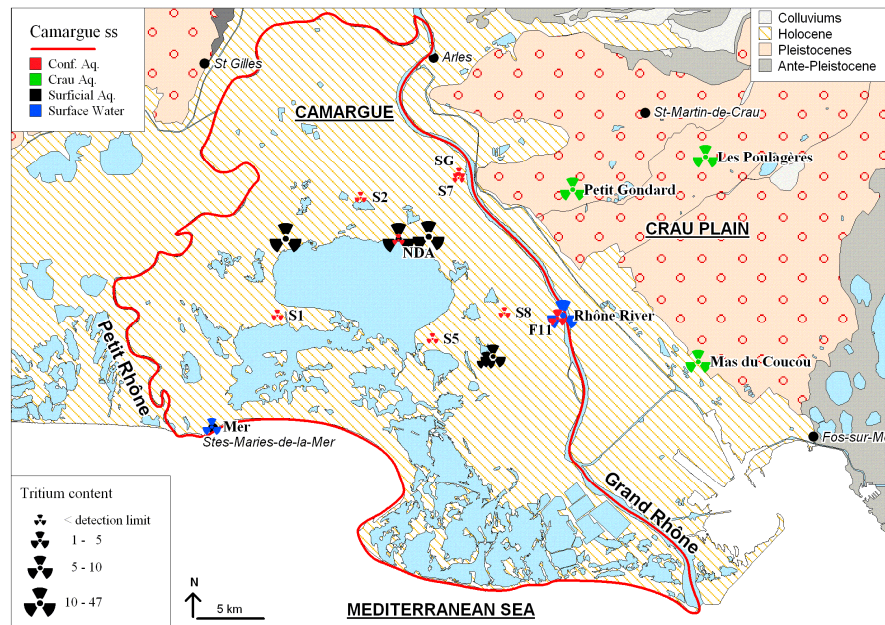 Camargue ss
Conf. Aq.
Crau Aq.
Surficial Aq.
Surface Water
Colluviums
Holocene
Pleistocenes
Ante-Pleistocene
St Gilles
Arles
CAMARGUE
St-Martin-de-Crau
SG
S7
Les Poulagères
Petit Gondard
S2
CRAU PLAIN
NDA
S1
S8
Rhône River
F11
S5
Mas du Coucou
Petit Rhône
Mer
Stes-Maries-de-la-Mer
Fos-sur-M
Grand Rhône
Tritium content
< detection limit
1 - 5
5 - 10
10 - 47
N
5 km
MEDITERRANEAN SEA